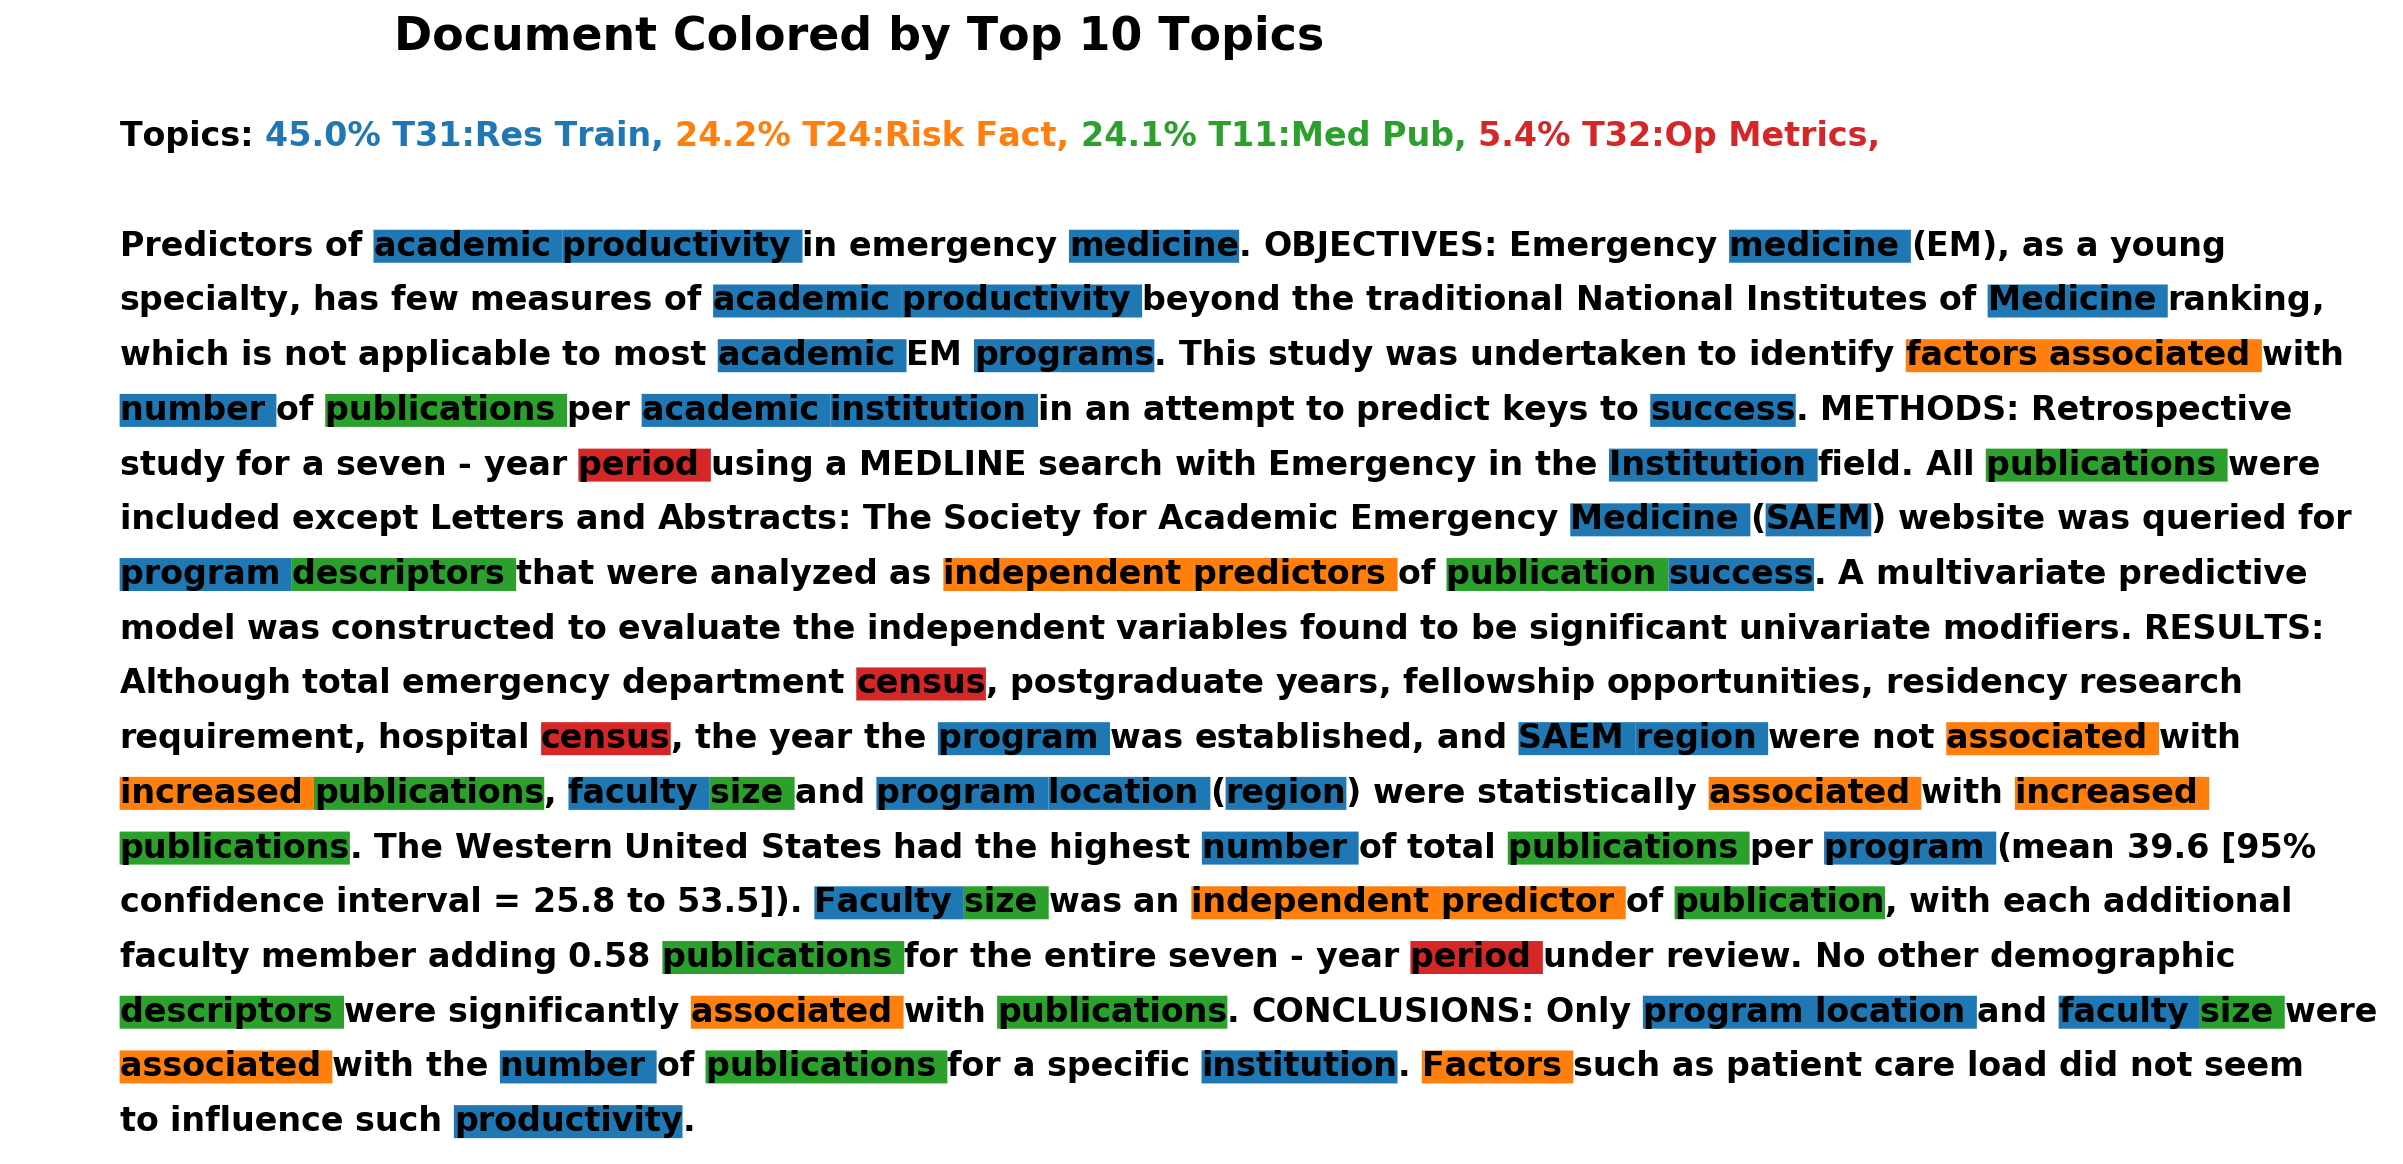 Document Colored by Top 10 Topics
Topics: 45.0% T31:Res Train, 24.2% T24:Risk Fact, 24.1% T11:Med Pub, 5.4% T32:Op Metrics,
Predictors of academic productivity in emergency medicine. OBJECTIVES: Emergency medicine (EM), as a young
specialty, has few measures of academic productivity beyond the traditional National Institutes of Medicine ranking,
which is not applicable to most academic EM programs. This study was undertaken to identify factors associated with
number of publications per academic institution in an attempt to predict keys to success. METHODS: Retrospective
study for a seven - year period using a MEDLINE search with Emergency in the Institution field. All publications were
included except Letters and Abstracts: The Society for Academic Emergency Medicine (SAEM) website was queried for
program descriptors that were analyzed as independent predictors of publication success. A multivariate predictive
model was constructed to evaluate the independent variables found to be significant univariate modifiers. RESULTS:
Although total emergency department census, postgraduate years, fellowship opportunities, residency research
requirement, hospital census, the year the program was established, and SAEM region were not associated with
increased publications, faculty size and program location (region) were statistically associated with increased
publications. The Western United States had the highest number of total publications per program (mean 39.6 [95%
confidence interval = 25.8 to 53.5]). Faculty size was an independent predictor of publication, with each additional
faculty member adding 0.58 publications for the entire seven - year period under review. No other demographic
descriptors were significantly associated with publications. CONCLUSIONS: Only program location and faculty size were
associated with the number of publications for a specific institution. Factors such as patient care load did not seem
to influence such productivity.